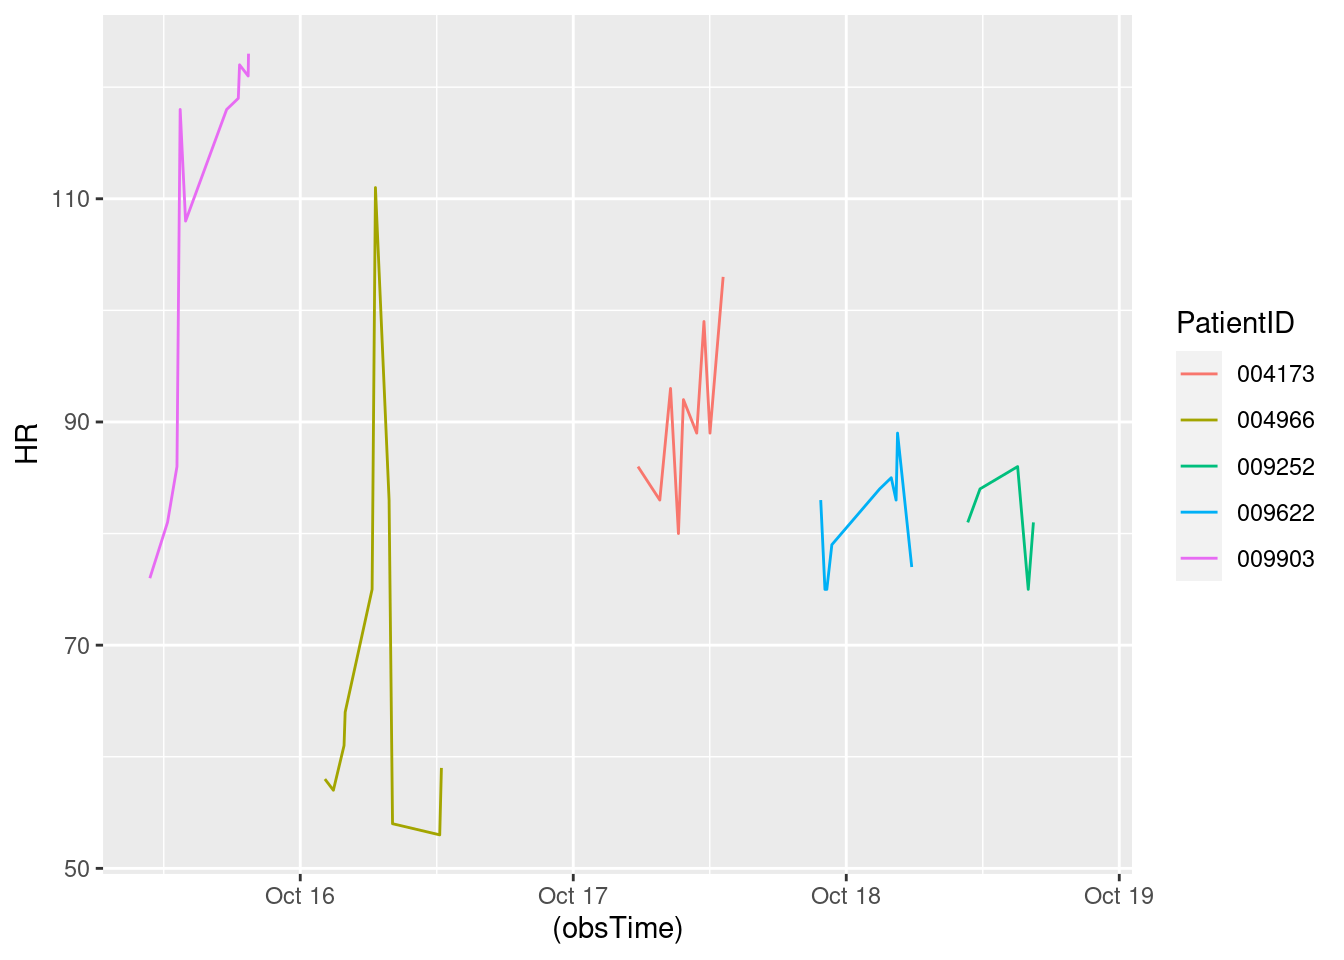 HR
110
90
70
50
Oct 16
Oct 17
Oct 18
Oct 19
(obsTime)
PatientID
004173
004966
009252
009622
009903